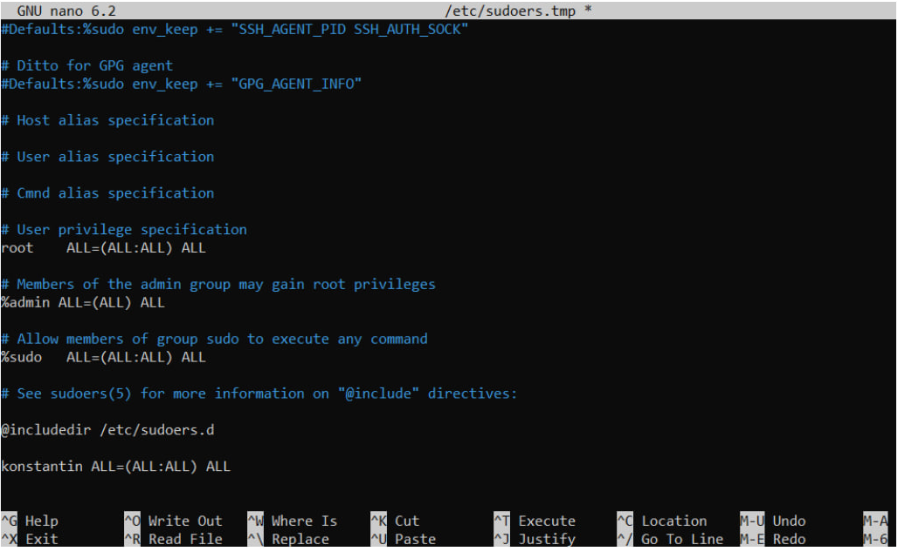 GNU nano 6.2 /etc/sudoers.tmp *
#Defaults:%sudo env_keep += "SSH_AGENT_PID SSH_AUTH_SOCK"
# Ditto for GPG agent
#Defaults:%sudo env_keep += "GPG_AGENT_INFO"
# Host alias specification
# User alias specification
# Cmnd alias specification
# User privilege specification
root ALL=(ALL:ALL) ALL
# Members of the admin group may gain root privileges
%admin ALL=(ALL) ALL
# Allow members of group sudo to execute any command
%sudo ALL=(ALL:ALL) ALL
# See sudoers(5) for more information on "@include" directives:
@includedir /etc/sudoers.d
konstantin ALL=(ALL:ALL) ALL
^G Help ^O Write Out ^W Where Is ^K Cut ^T Execute ^C Location M-U Undo M-A
^X Exit ^R Read File ^\ Replace ^U Paste ^J Justify ^/ Go To Line M-E Redo M-6